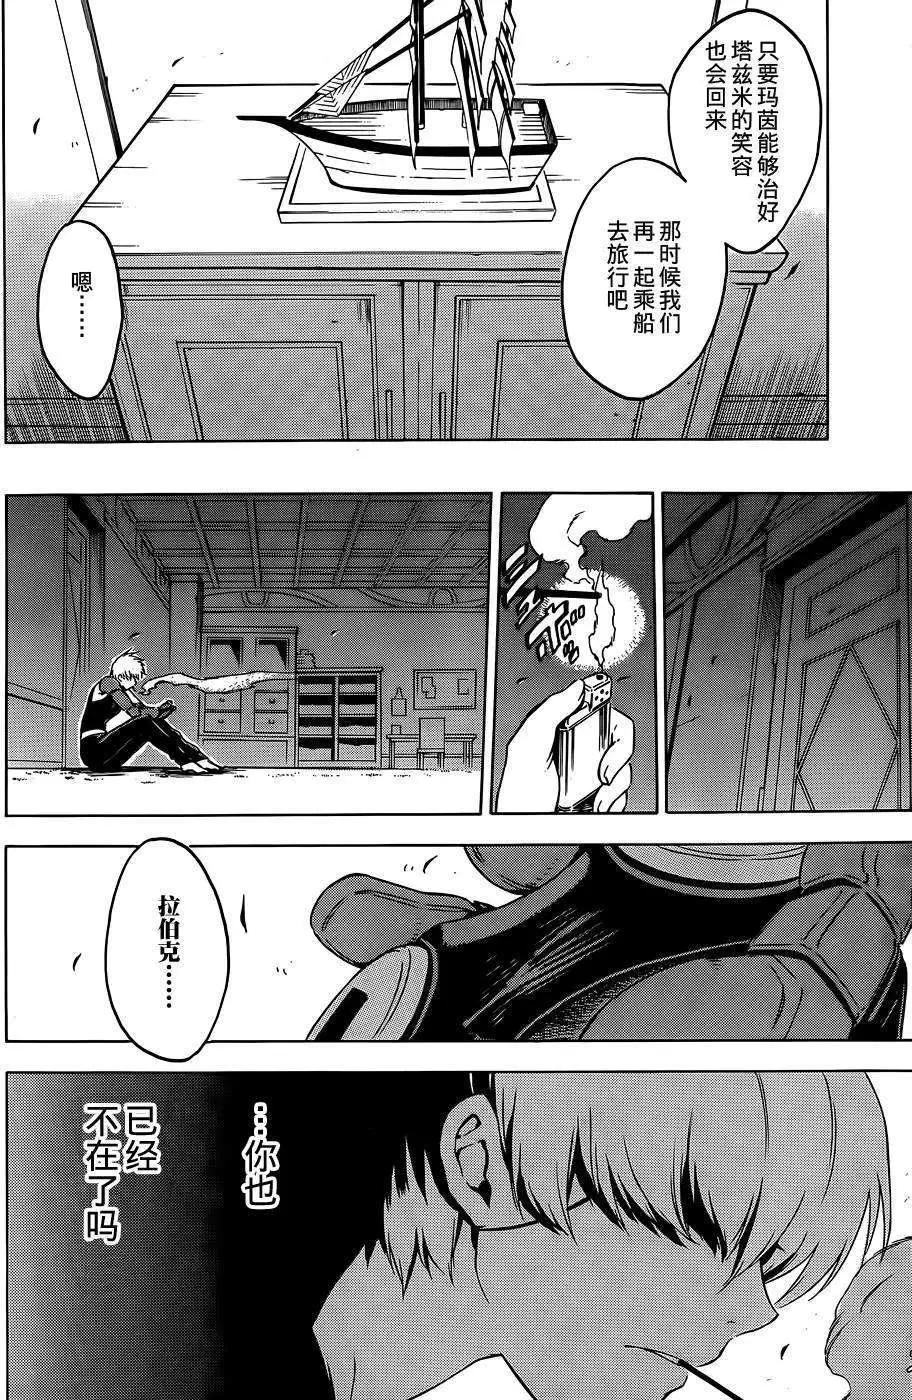 只要玛茵能够治好
塔兹米的笑容
也会回来
那时候我们
再一起乘船
去旅行吧
嗯……
拉伯克……
…你也
已经
不在了吗